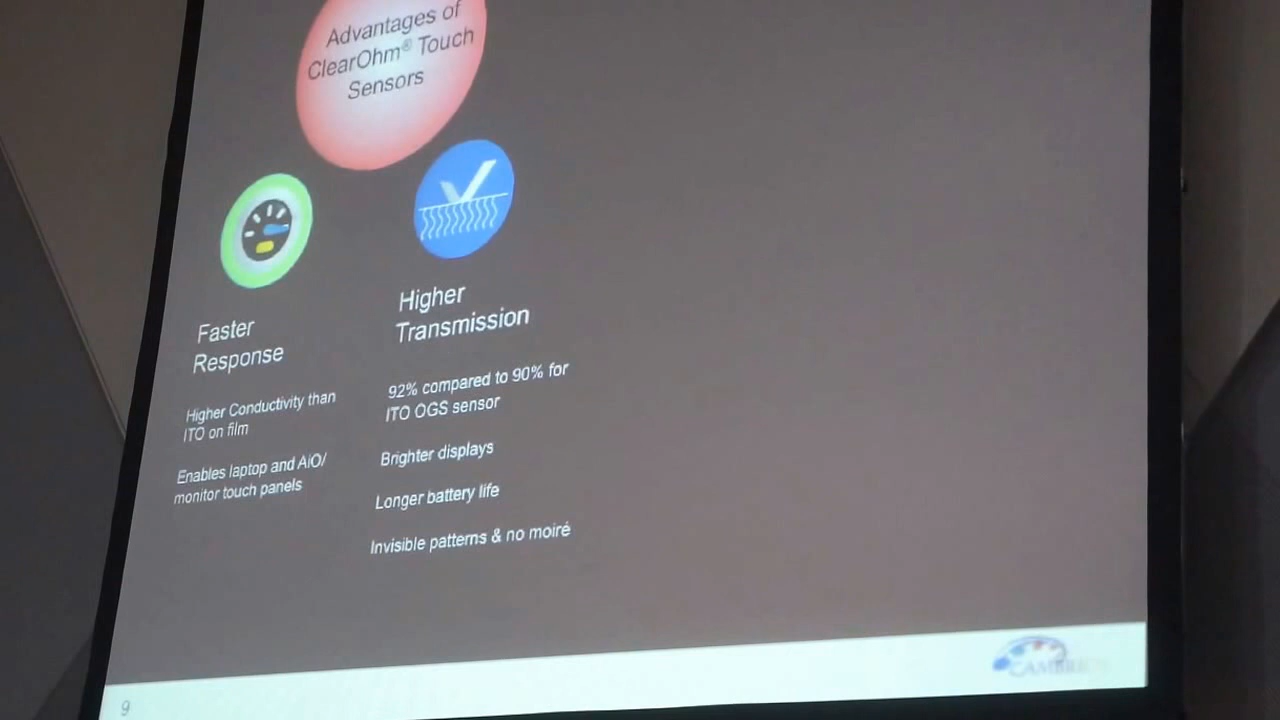 Advantages of
ClearOhm® Touch
Sensors
Faster
Response
Higher Conductivity than
ITO on film
Enables laptop and AiO/
monitor touch panels
Higher
Transmission
92% compared to 90% for
ITO OGS sensor
Brighter displays
Longer battery life
Invisible patterns & no moiré
9